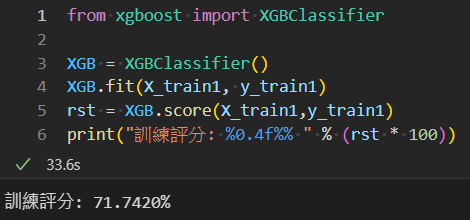 1 from xgboost import XGBClassifier
2
3 XGB = XGBClassifier()
4 XGB.fit(X_train1, y_train1)
5 rst = XGB.score(X_train1,y_train1)
6 print("訓練評分: %0.4f%% " % (rst * 100))
✓ 33.6s
訓練評分: 71.7420%